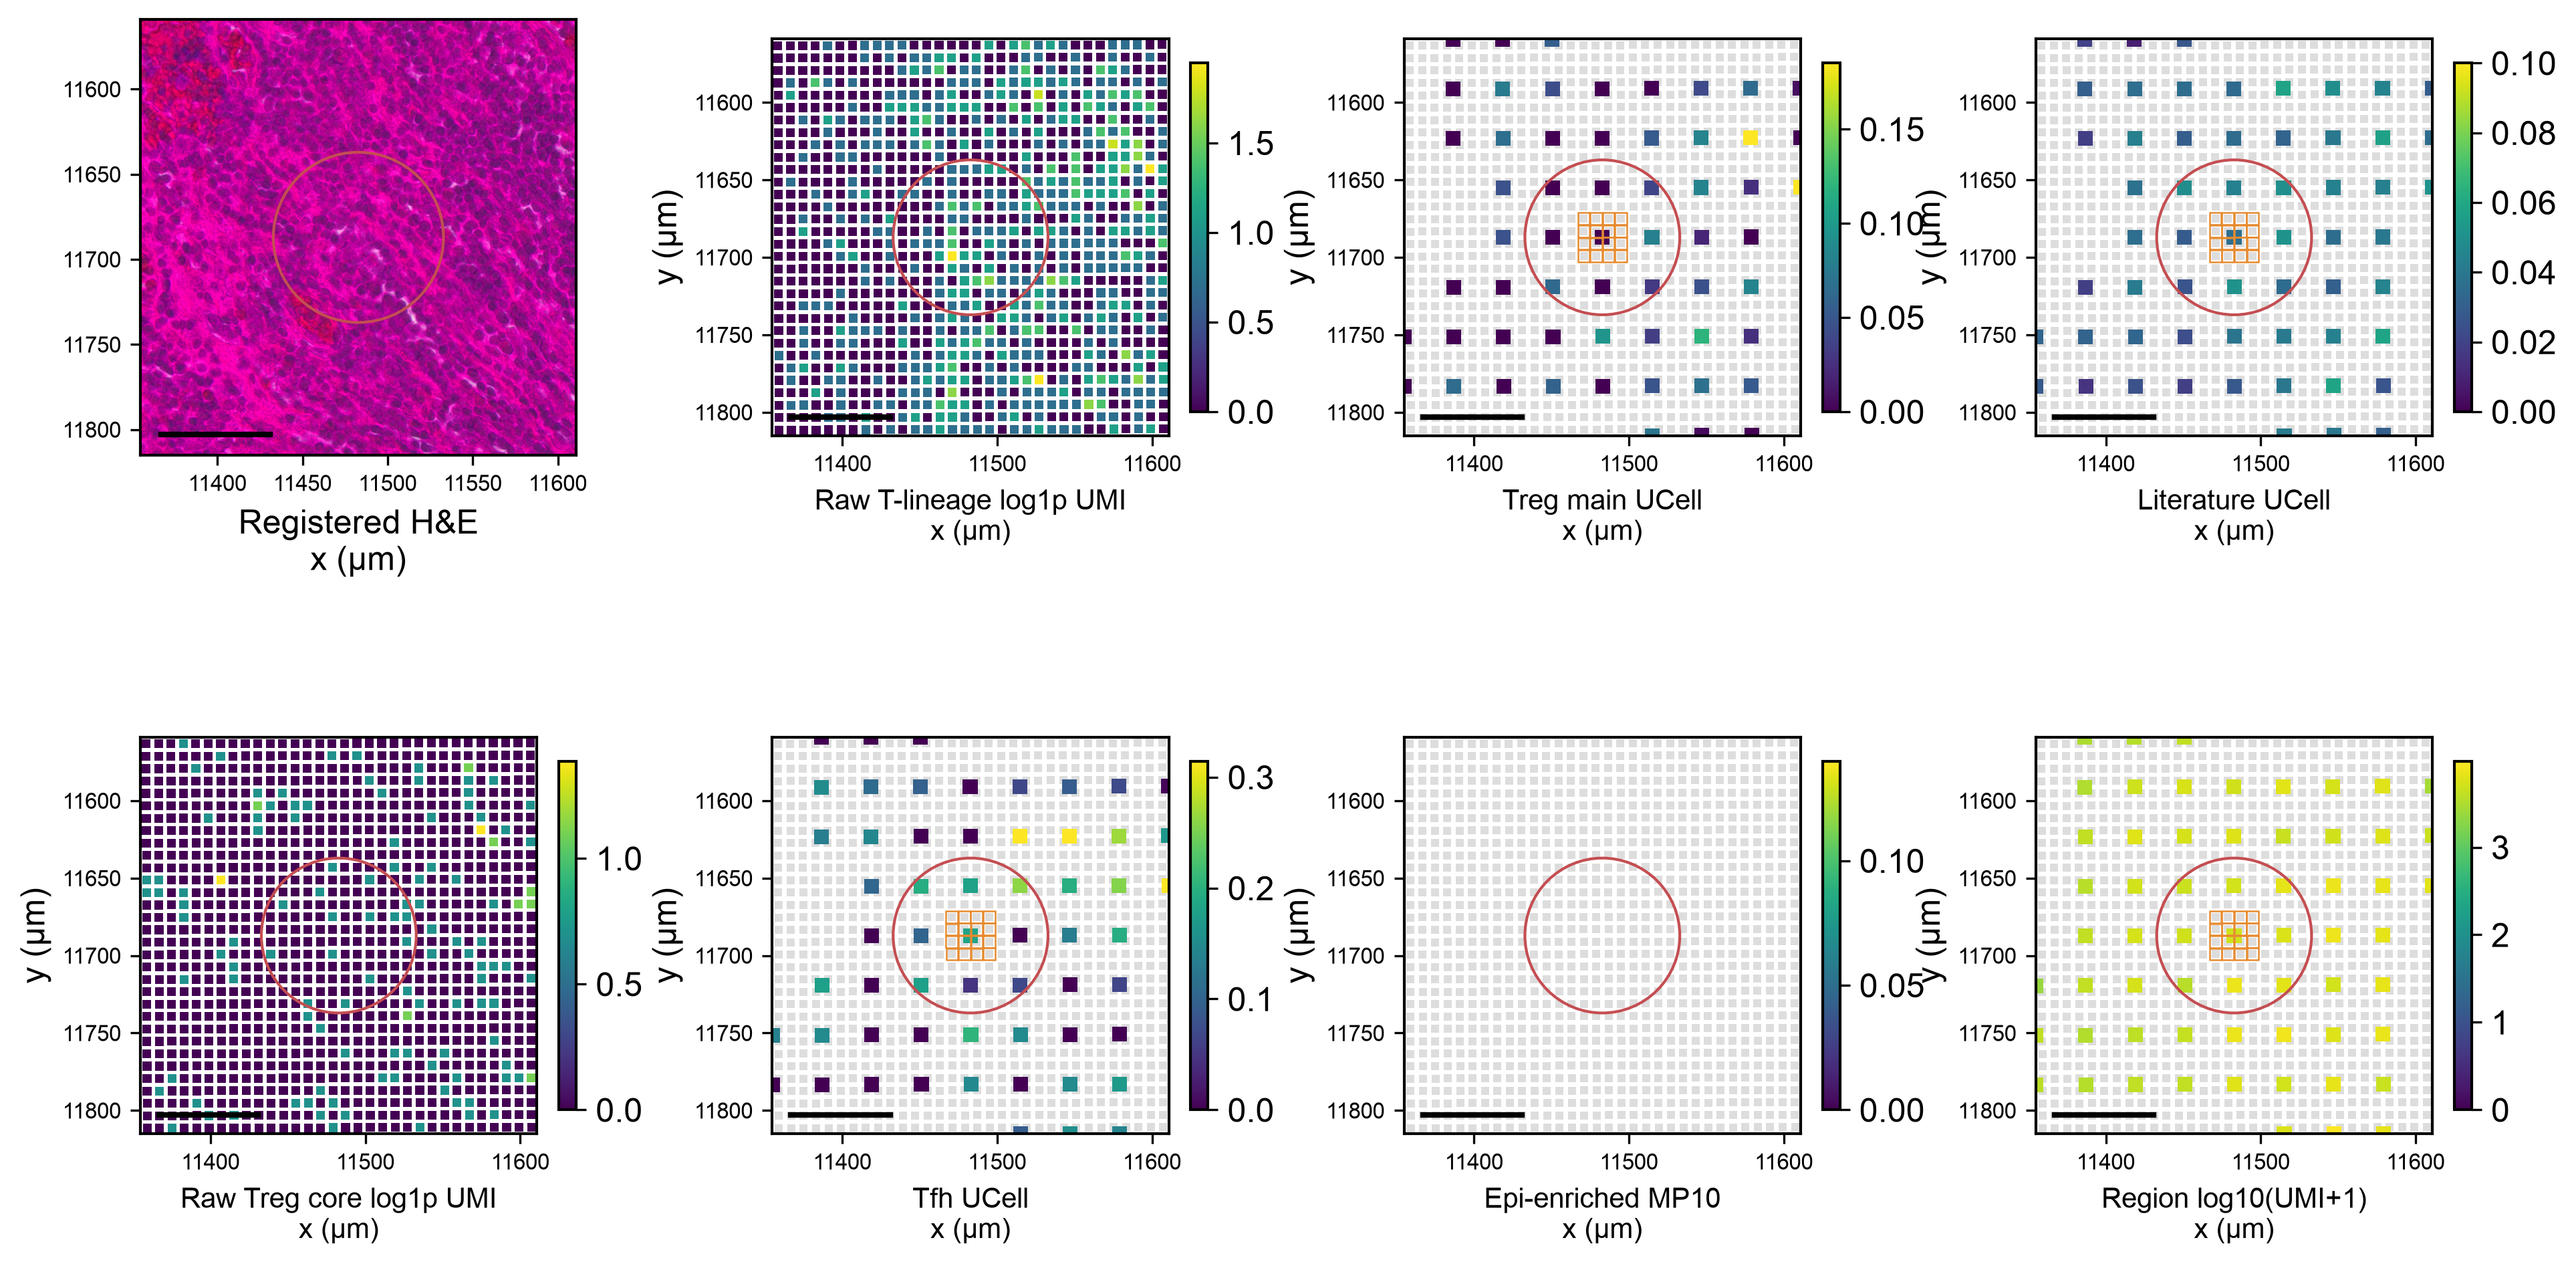 11600
11650
11700
11750
11800
11400 11450 11500 11550 11600
Registered H&E
x (µm)
y (µm)
11600
11650
11700
11750
11800
11400 11500 11600
Raw T-lineage log1p UMI
x (µm)
1.5
1.0
0.5
0.0
y (µm)
11600
11650
11700
11750
11800
11400 11500 11600
Treg main UCell
x (µm)
0.15
0.10
0.05
0.00
y (µm)
11600
11650
11700
11750
11800
11400 11500 11600
Literature UCell
x (µm)
0.10
0.08
0.06
0.04
0.02
0.00
y (µm)
11600
11650
11700
11750
11800
11400 11500 11600
Raw Treg core log1p UMI
x (µm)
1.0
0.5
0.0
y (µm)
11600
11650
11700
11750
11800
11400 11500 11600
Tfh UCell
x (µm)
0.3
0.2
0.1
0.0
y (µm)
11600
11650
11700
11750
11800
11400 11500 11600
Epi-enriched MP10
x (µm)
0.10
0.05
0.00
y (µm)
11600
11650
11700
11750
11800
11400 11500 11600
Region log10(UMI+1)
x (µm)
3
2
1
0